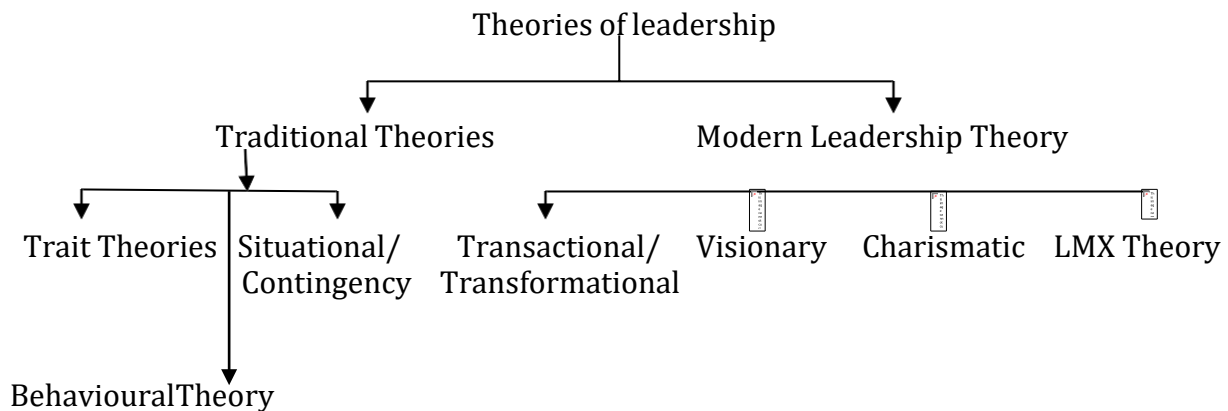 Theories of leadership
Traditional Theories Modern Leadership Theory
Trait Theories Situational/ Transactional/ Visionary Charismatic LMX Theory
Contingency Transformational
BehaviouralTheory